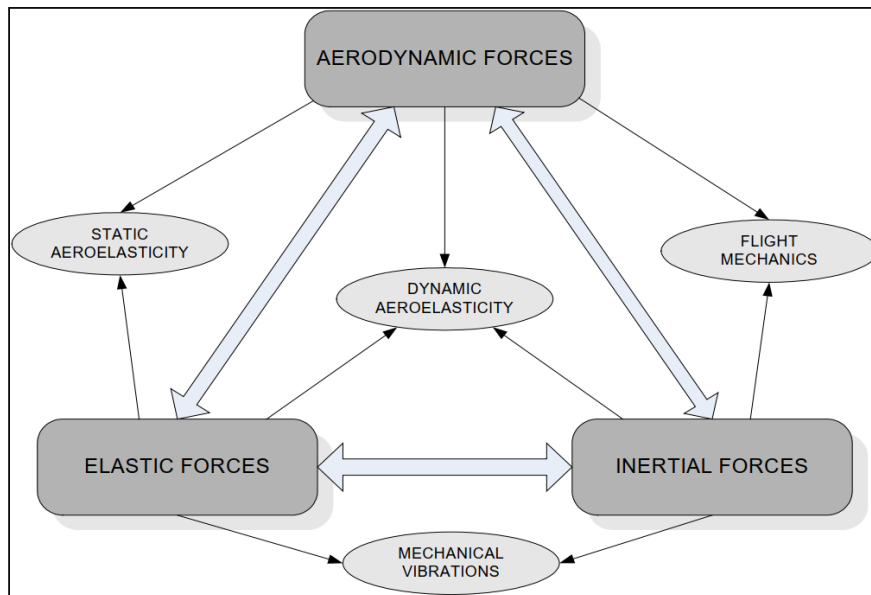 AERODYNAMIC FORCES
STATIC
AEROELASTICITY
FLIGHT
MECHANICS
DYNAMIC
AEROELASTICITY
ELASTIC FORCES
INERTIAL FORCES
MECHANICAL
VIBRATIONS